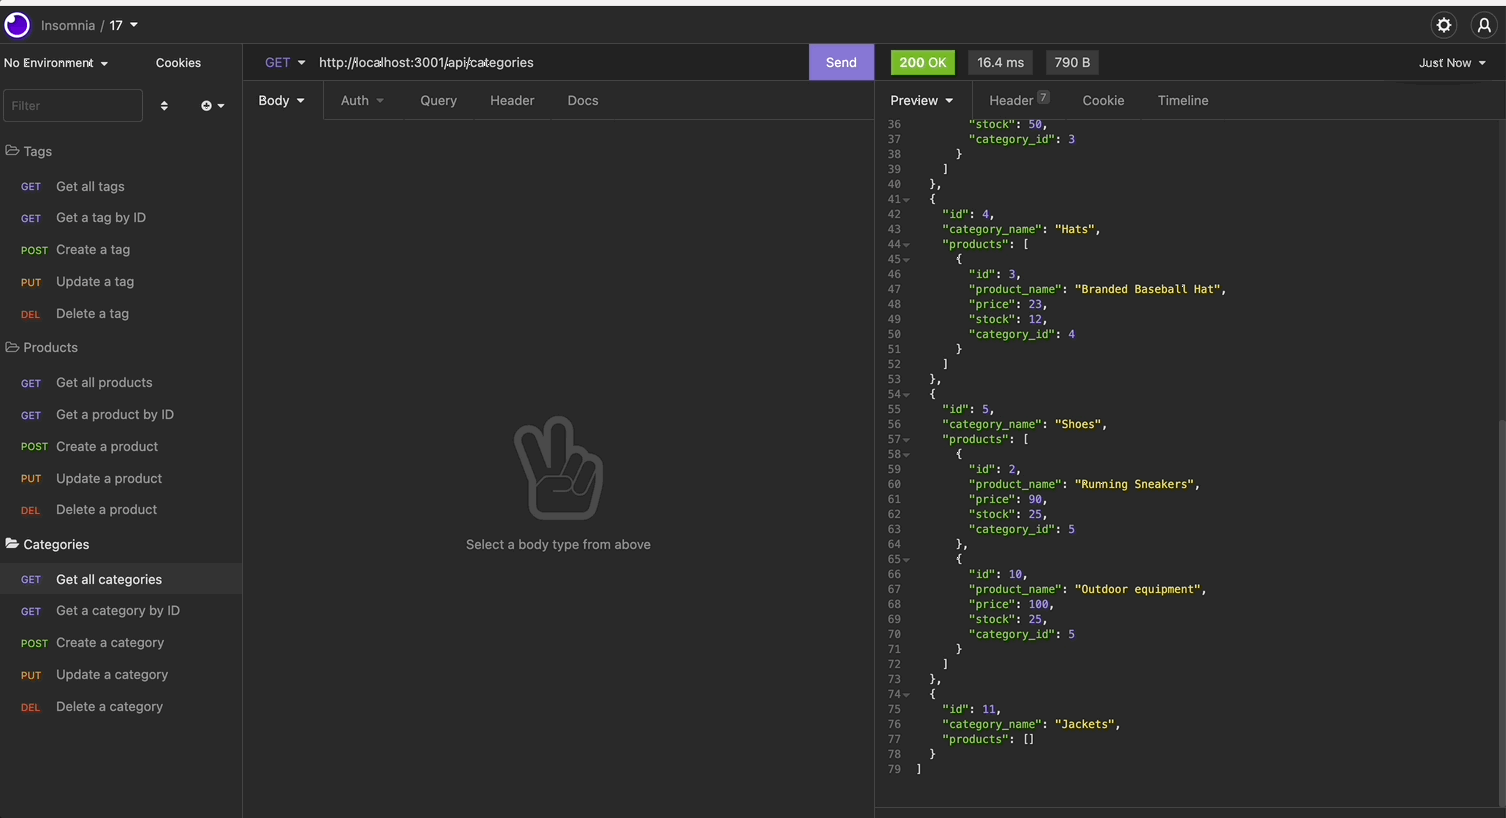 Insomnia / 17
No Environment
Cookies
Filter
Tags
GET Get all tags
GET Get a tag by ID
POST Create a tag
PUT Update a tag
DEL Delete a tag
Products
GET Get all products
GET Get a product by ID
POST Create a product
PUT Update a product
DEL Delete a product
Categories
GET Get all categories
GET Get a category by ID
POST Create a category
PUT Update a category
DEL Delete a category
GET http://localhost:3001/api/categories
Send
Body Auth Query Header Docs
Select a body type from above
200 OK 16.4 ms 790 B Just Now
Preview Header 7 Cookie Timeline
36 "stock": 50,
37 "category_id": 3
38 }
39 ]
40 },
41 {
42 "id": 4,
43 "category_name": "Hats",
44 "products": [
45 {
46 "id": 3,
47 "product_name": "Branded Baseball Hat",
48 "price": 23,
49 "stock": 12,
50 "category_id": 4
51 }
52 ]
53 },
54 {
55 "id": 5,
56 "category_name": "Shoes",
57 "products": [
58 {
59 "id": 2,
60 "product_name": "Running Sneakers",
61 "price": 90,
62 "stock": 25,
63 "category_id": 5
64 },
65 {
66 "id": 10,
67 "product_name": "Outdoor equipment",
68 "price": 100,
69 "stock": 25,
70 "category_id": 5
71 }
72 ]
73 },
74 {
75 "id": 11,
76 "category_name": "Jackets",
77 "products": []
78 }
79 ]